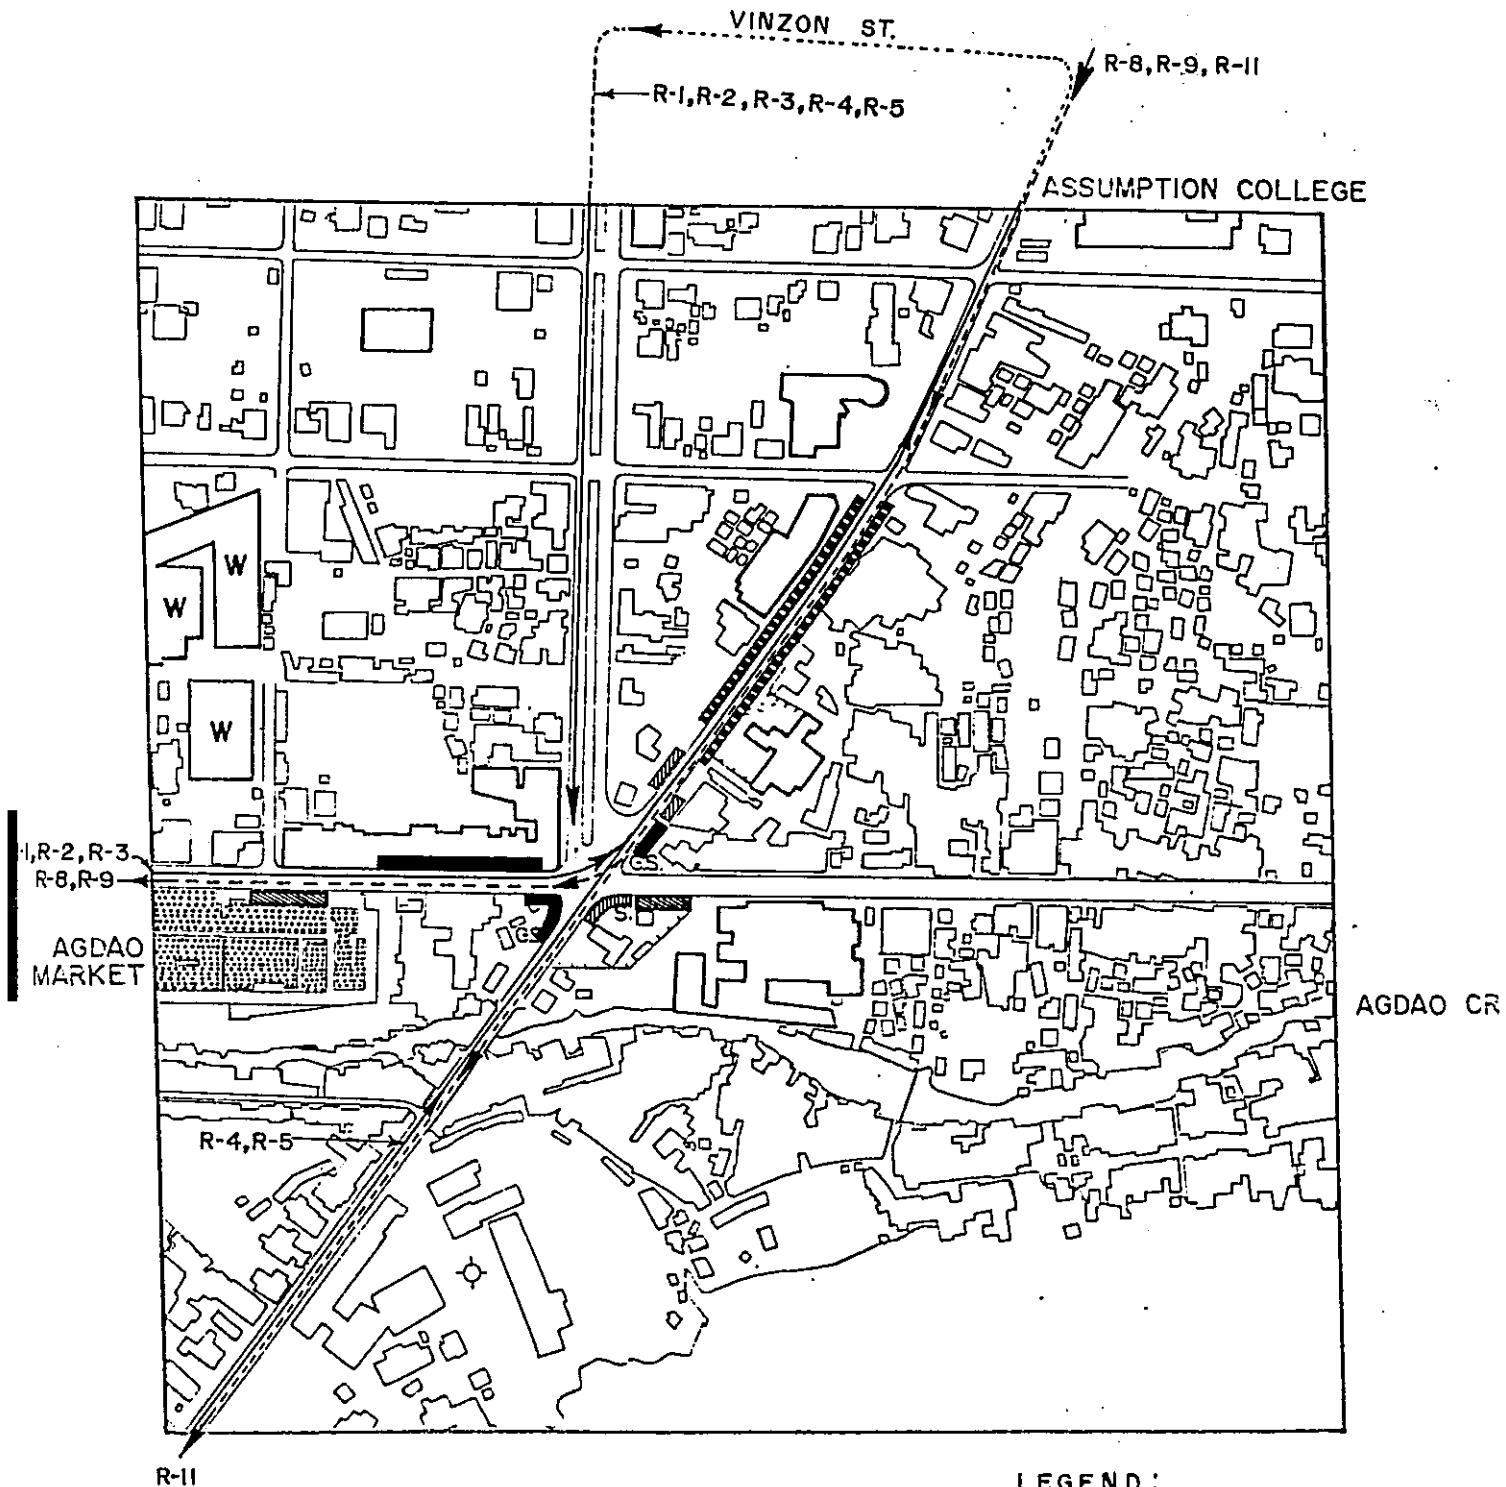 VINZON ST.
R-8, R-9, R-11
R-1, R-2, R-3, R-4, R-5
ASSUMPTION COLLEGE
W
W
W
R-2, R-3
R-8, R-9
GS
S
AGDAO
MARKET
AGDAO CR
R-4, R-5
R-11
LEGEND: